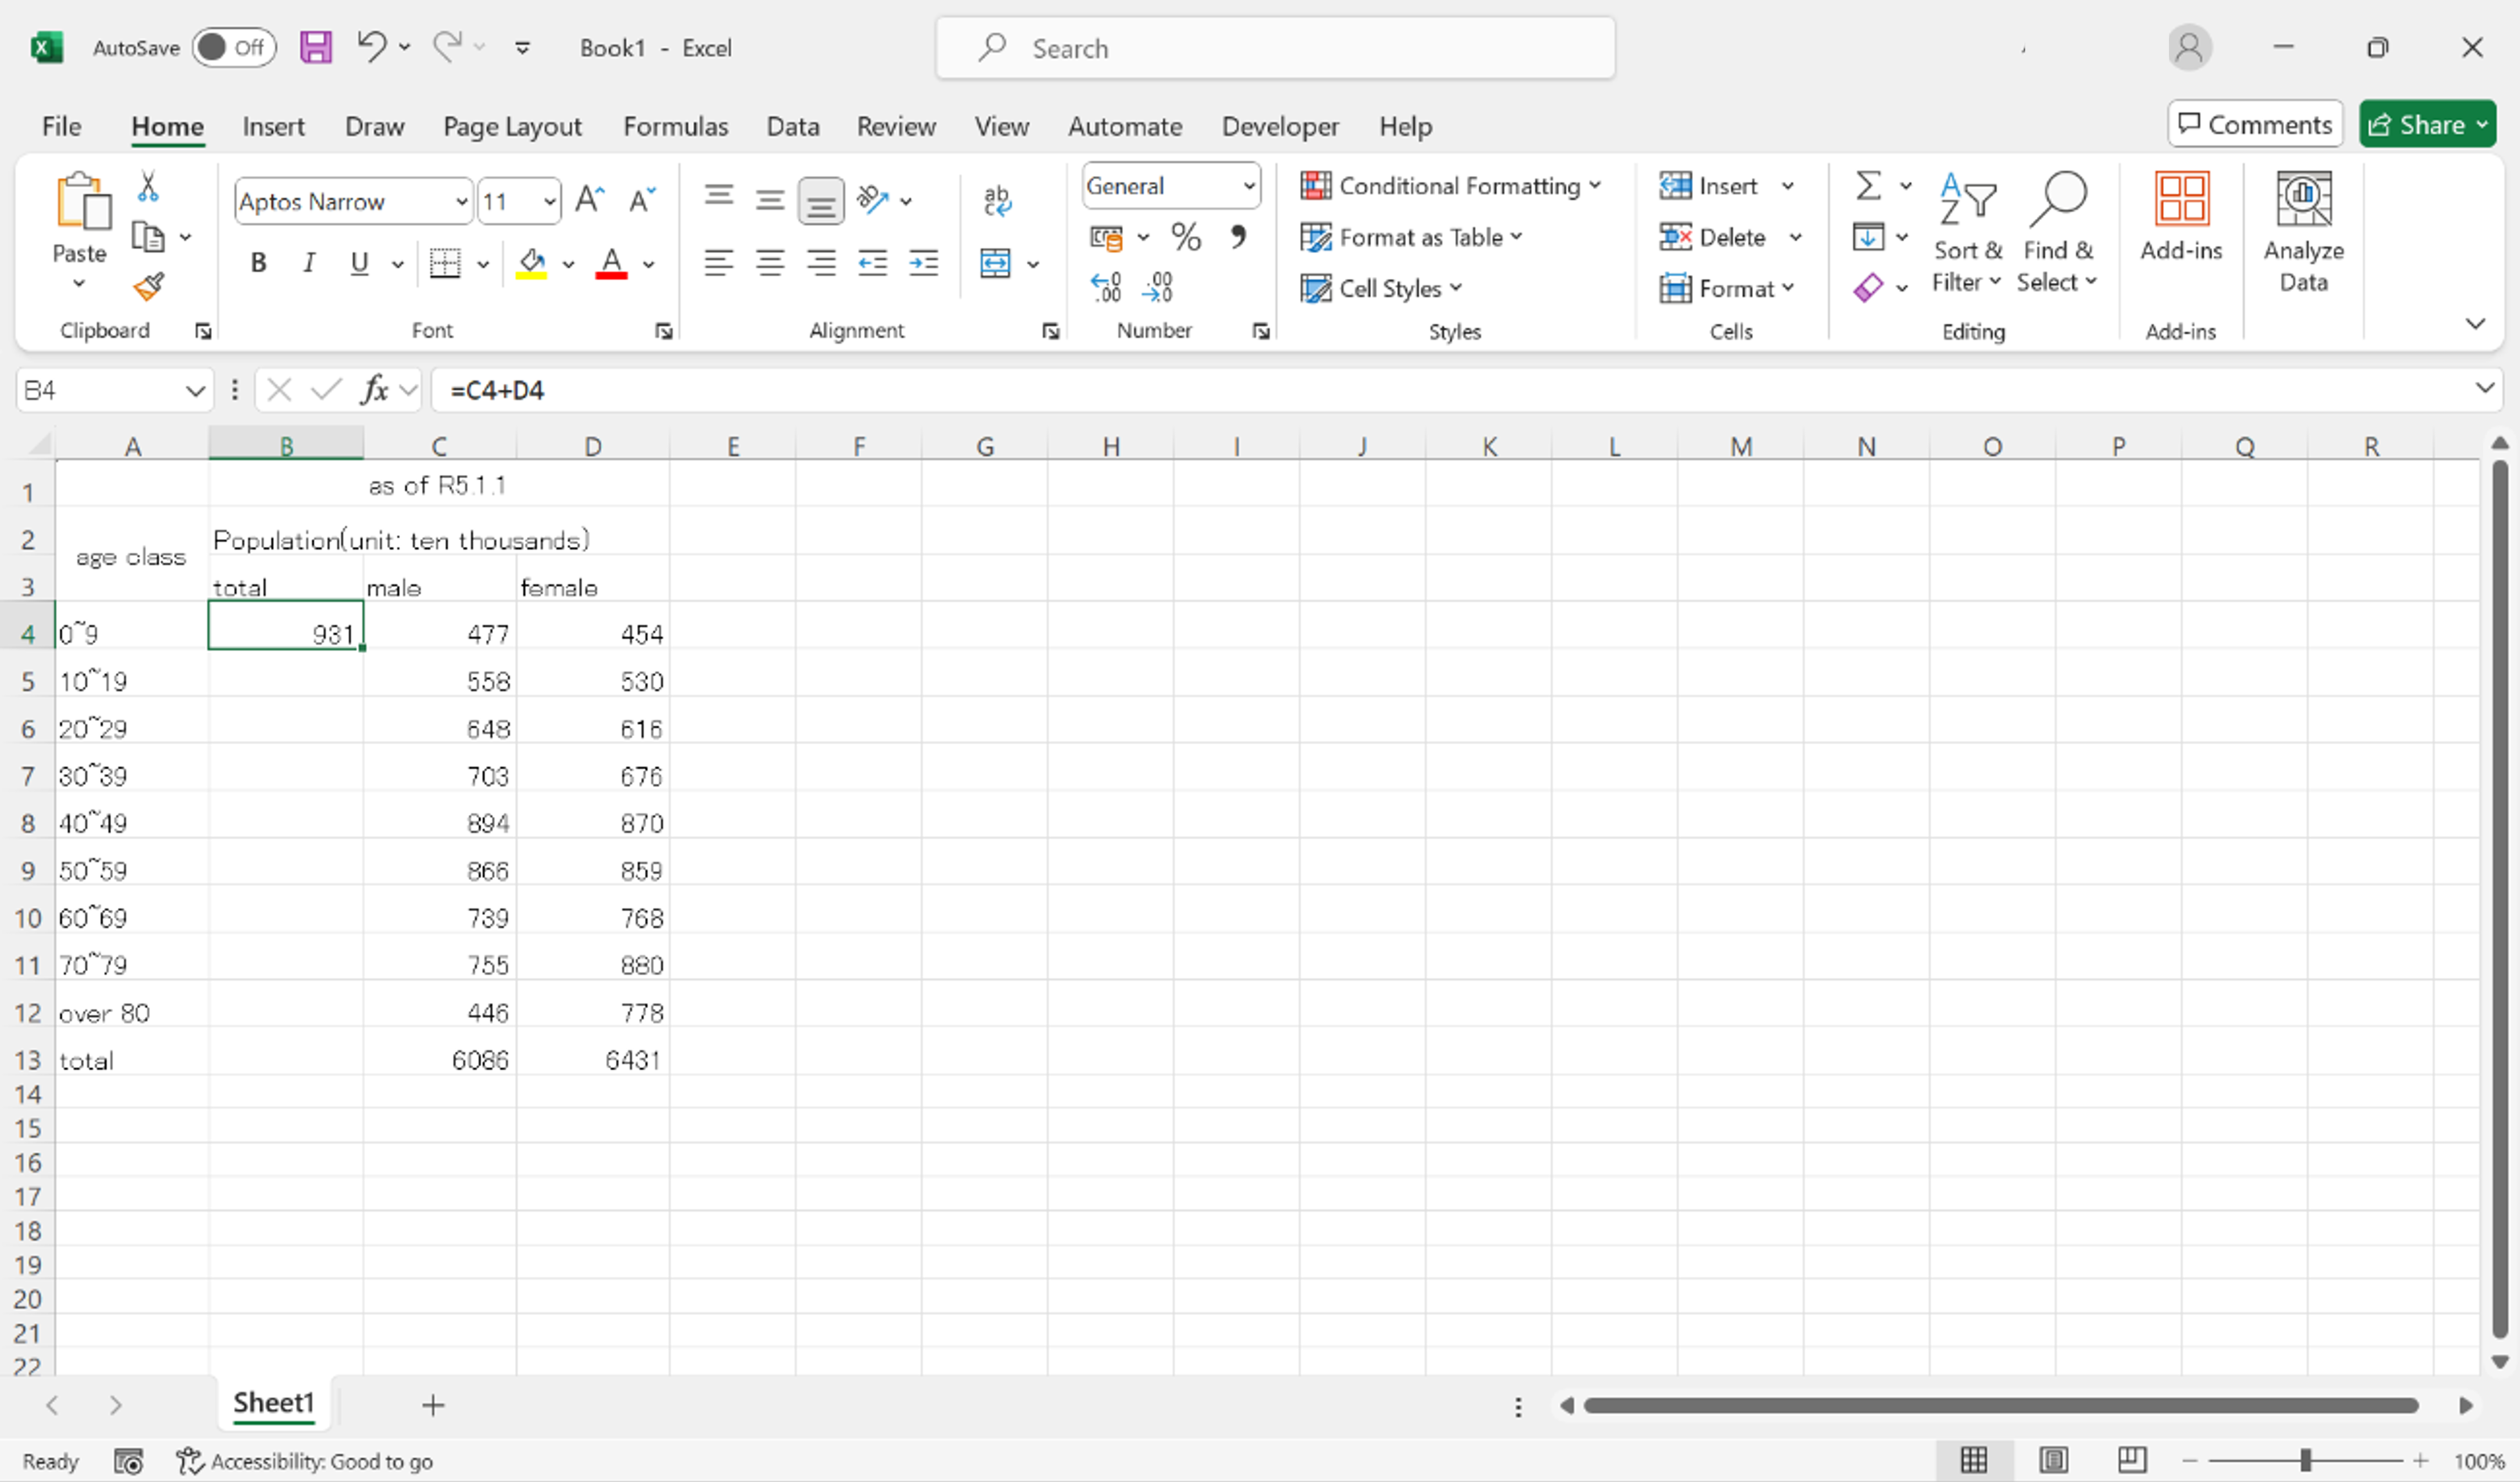 AutoSave Off Book1 - Excel Search
File Home Insert Draw Page Layout Formulas Data Review View Automate Developer Help Comments Share
Paste
Clipboard
Aptos Narrow 11
B I U A
Font
ab
Alignment
General
% ,
Number
Conditional Formatting
Format as Table
Cell Styles
Styles
Insert
Delete
Format
Cells
Σ
Sort & Filter
Find & Select
Editing
Add-ins
Add-ins
Analyze Data
B4 fx =C4+D4
A B C D E F G H I J K L M N O P Q R
1 as of R5.1.1
2 age class Population(unit: ten thousands)
3 total male female
4 0~9 931 477 454
5 10~19 558 530
6 20~29 648 616
7 30~39 703 676
8 40~49 894 870
9 50~59 866 859
10 60~69 739 768
11 70~79 755 880
12 over 80 446 778
13 total 6086 6431
14
15
16
17
18
19
20
21
22
Sheet1 +
Ready Accessibility: Good to go 100%